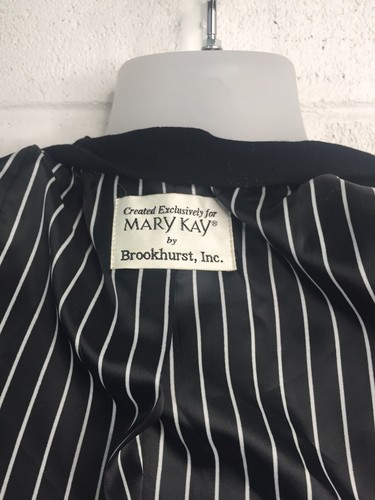 Created Exclusively for
MARY KAY®
by
Brookhurst, Inc.